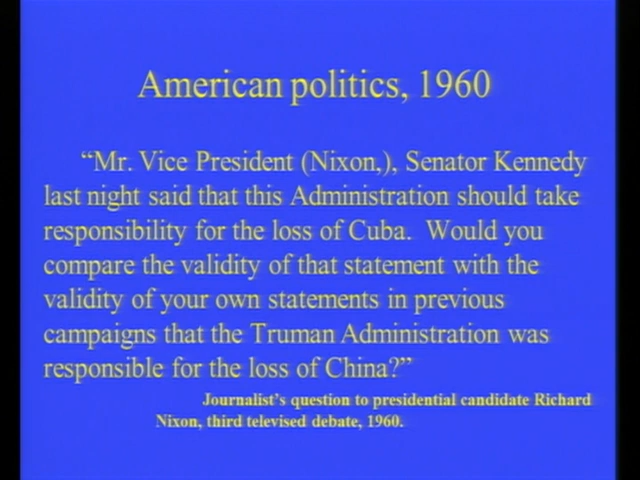 American politics, 1960
“Mr. Vice President (Nixon,), Senator Kennedy
last night said that this Administration should take
responsibility for the loss of Cuba.  Would you
compare the validity of that statement with the
validity of your own statements in previous
campaigns that the Truman Administration was
responsible for the loss of China?”
Journalist’s question to presidential candidate Richard
Nixon, third televised debate, 1960.